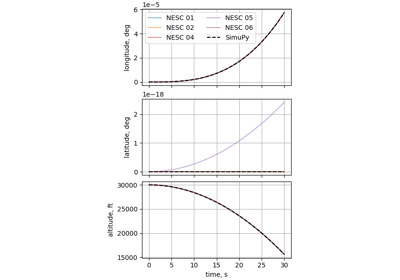 1e−5
6
4
2
0
longitude, deg
NESC 01 NESC 05
NESC 02 NESC 06
NESC 04 SimuPy
1e−18
2
1
0
latitude, deg
30000
25000
20000
15000
altitude, ft
0 5 10 15 20 25 30
time, s